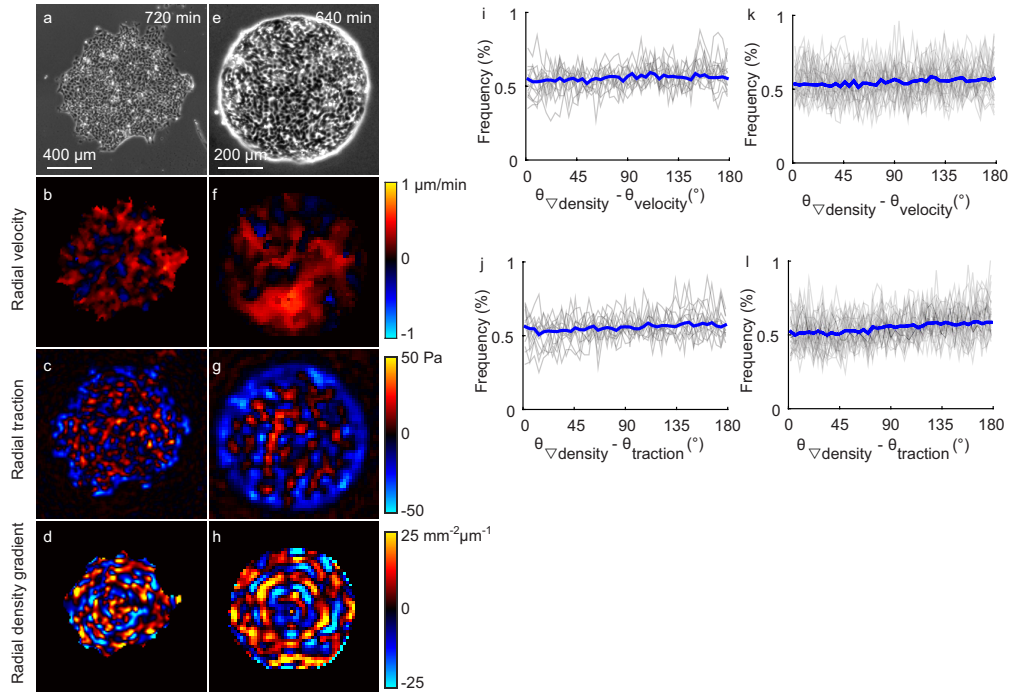 a
720 min
400 µm
e
640 min
200 µm
Radial velocity
b
f
1 µm/min
0
-1
Radial traction
c
g
50 Pa
0
-50
Radial density gradient
d
h
25 mm⁻²µm⁻¹
0
-25
i
Frequency (%)
1
0.5
0
0 45 90 135 180
θ▽density - θvelocity(°)
k
Frequency (%)
1
0.5
0
0 45 90 135 180
θ▽density - θvelocity(°)
j
Frequency (%)
1
0.5
0
0 45 90 135 180
θ▽density - θtraction(°)
l
Frequency (%)
1
0.5
0
0 45 90 135 180
θ▽density - θtraction(°)